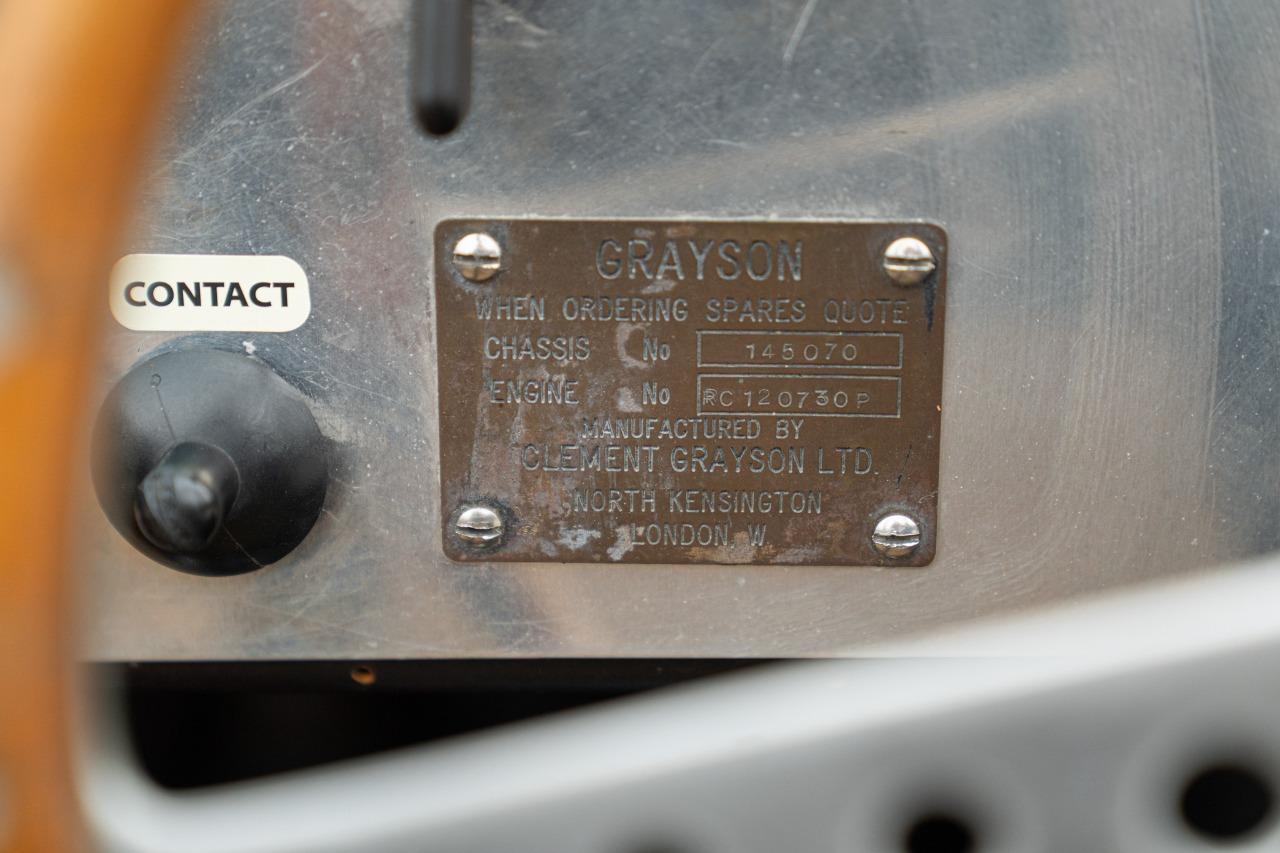 CONTACT
GRAYSON
WHEN ORDERING SPARES QUOTE
CHASSIS No 145070
ENGINE No RC120730P
MANUFACTURED BY
CLEMENT GRAYSON LTD.
NORTH KENSINGTON
LONDON, W.